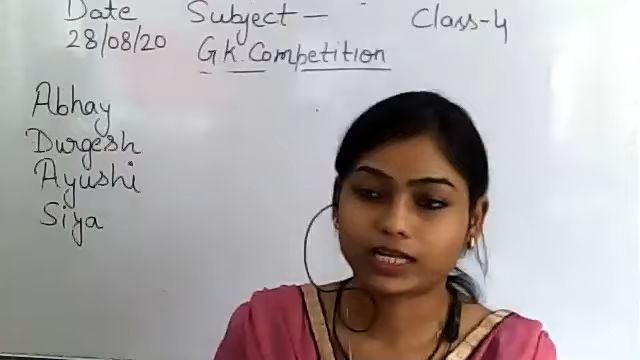 Date Subject - Class-4
28/08/20 G.K. Competition
Abhay
Durgesh
Ayushi
Siya